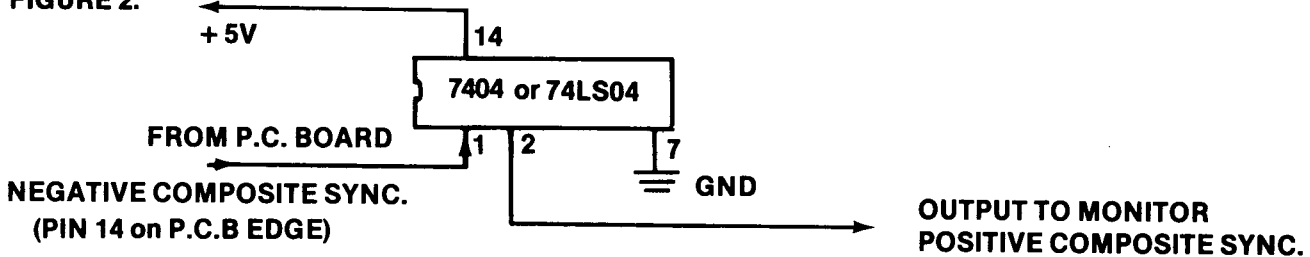 FIGURE 2.
+ 5V
14
7404 or 74LS04
FROM P.C. BOARD
1
2
7
GND
NEGATIVE COMPOSITE SYNC.
(PIN 14 on P.C.B EDGE)
OUTPUT TO MONITOR
POSITIVE COMPOSITE SYNC.